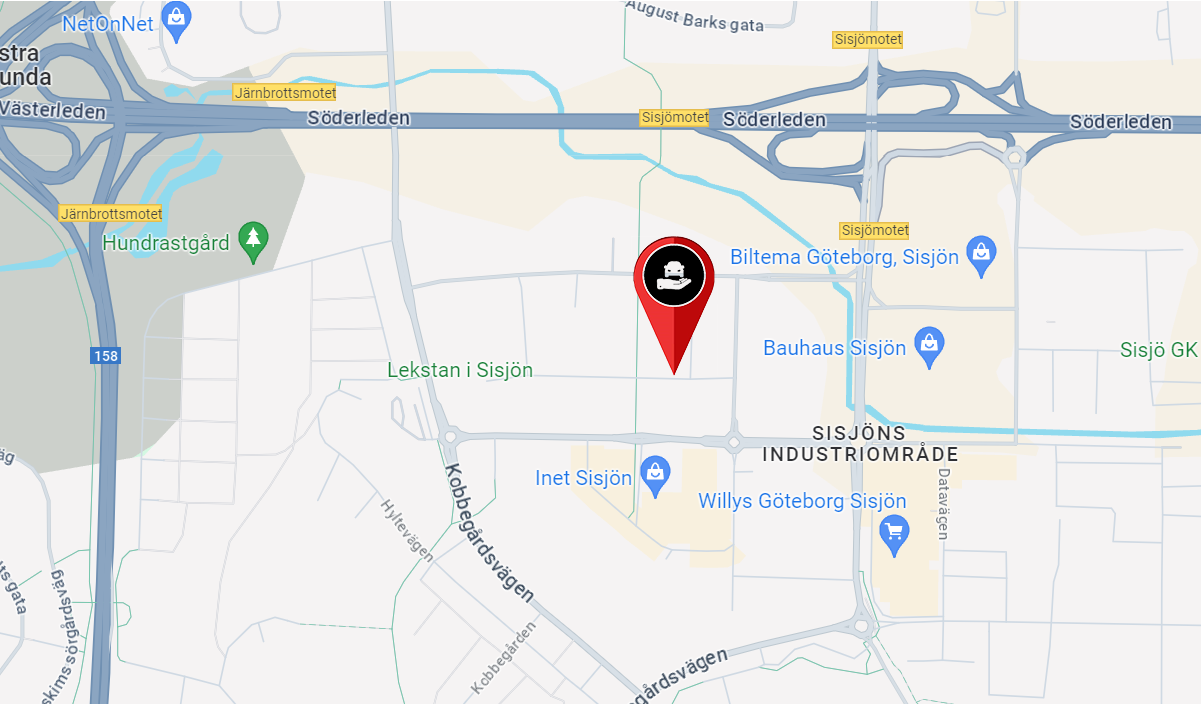 August Barks gata
NetOnNet
Sisjömotet
stra
unda
Järnbrottsmotet
Västerleden
Söderleden
Sisjömotet
Söderleden
Söderleden
Järnbrottsmotet
Sisjömotet
Hundrastgård
Biltema Göteborg, Sisjön
158
Bauhaus Sisjön
Sisjö GK
Lekstan i Sisjön
SISJÖNS
INDUSTRIOMRÅDE
äg
Inet Sisjön
Willys Göteborg Sisjön
Datavägen
Hyltevägen
Kobbegårdsvägen
ts gata
skims sörgårdsväg
Kobbegården
gårdsvägen